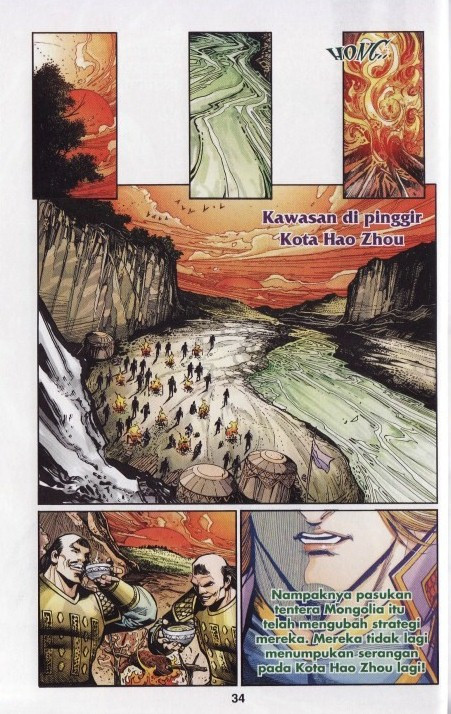 HONG..
Kawasan di pinggir
Kota Hao Zhou
Nampaknya pasukan
tentera Mongolia itu
telah mengubah strategi
mereka. Mereka tidak lagi
menumpukan serangan
pada Kota Hao Zhou lagi!
34